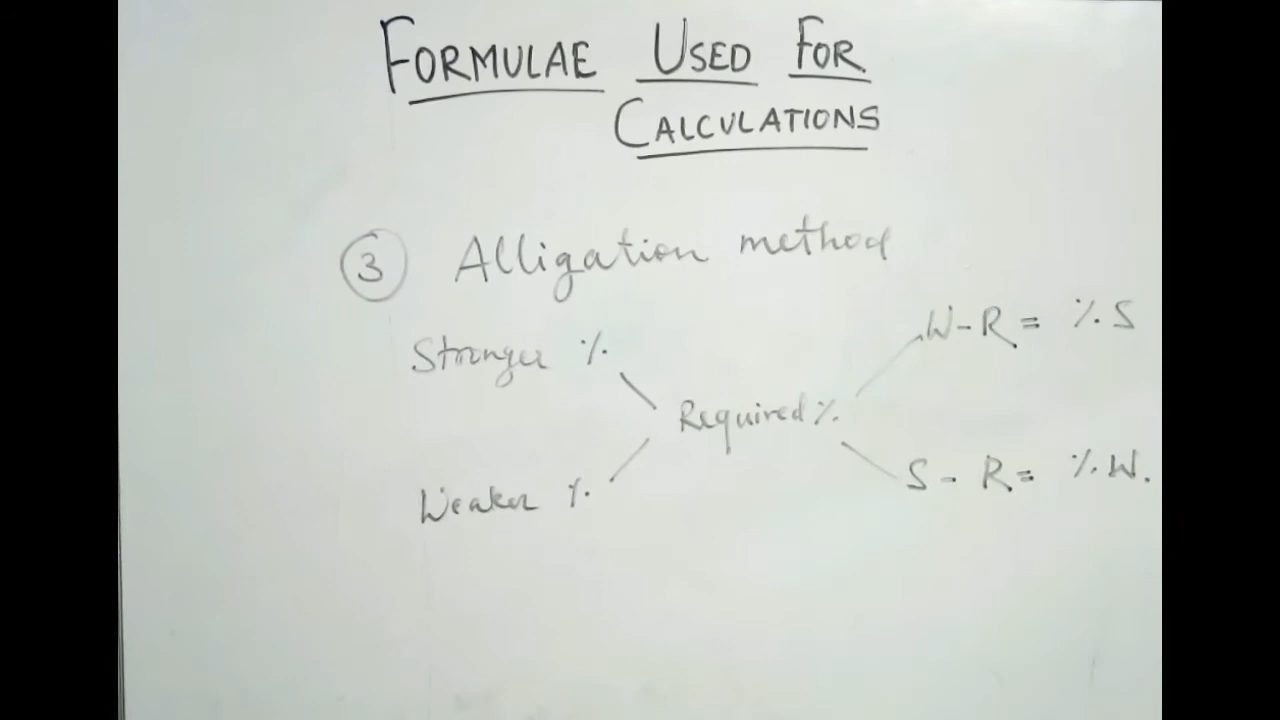 FORMULAE USED FOR
CALCULATIONS
③ Alligation method
Stronger %.
W-R = %. S
Required %.
Weaker %.
S - R = %. W.